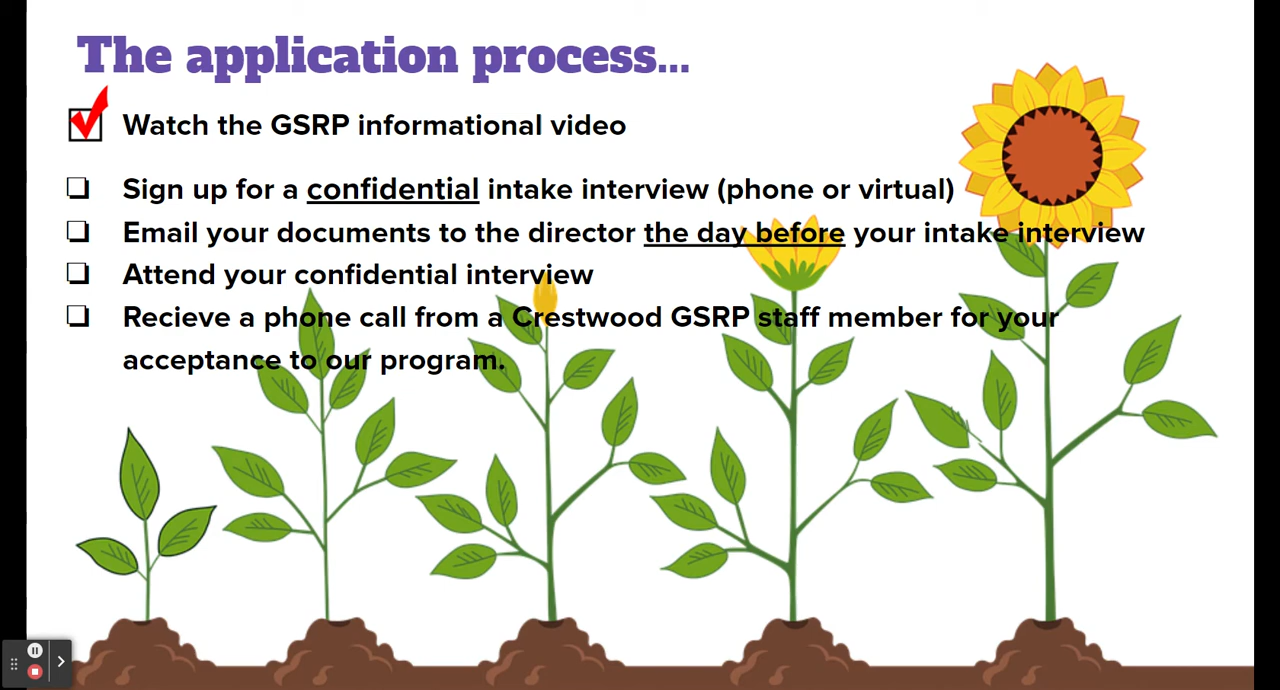 The application process...
Watch the GSRP informational video
Sign up for a confidential intake interview (phone or virtual)
Email your documents to the director the day before your intake interview
Attend your confidential interview
Recieve a phone call from a Crestwood GSRP staff member for your
acceptance to our program.